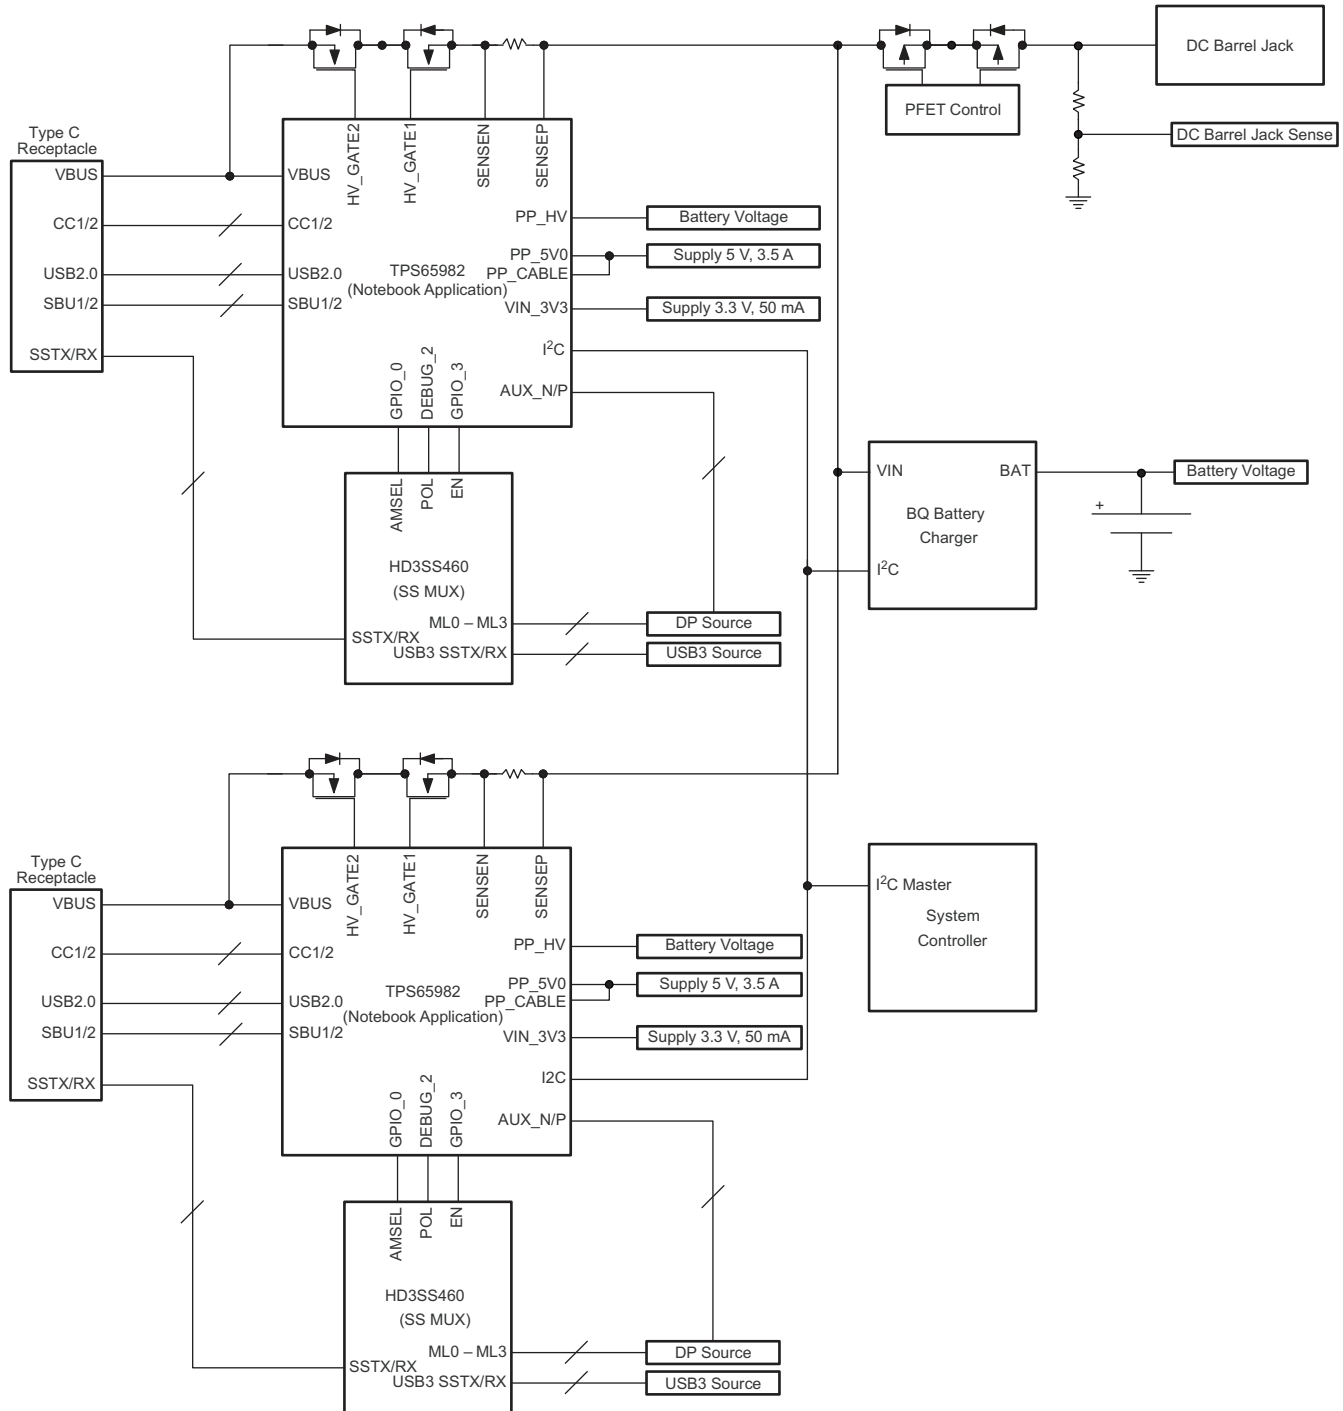 DC Barrel Jack
PFET Control
DC Barrel Jack Sense
Type C
Receptacle
VBUS
CC1/2
USB2.0
SBU1/2
SSTX/RX
HV_GATE2
HV_GATE1
SENSEN
SENSEP
VBUS
CC1/2
USB2.0
SBU1/2
TPS65982
(Notebook Application)
PP_HV
PP_5V0
PP_CABLE
VIN_3V3
I²C
AUX_N/P
GPIO_0
DEBUG_2
GPIO_3
Battery Voltage
Supply 5 V, 3.5 A
Supply 3.3 V, 50 mA
AMSEL
POL
EN
HD3SS460
(SS MUX)
ML0 – ML3
SSTX/RX
USB3 SSTX/RX
DP Source
USB3 Source
VIN
BAT
BQ Battery
Charger
I²C
Battery Voltage
+
Type C
Receptacle
VBUS
CC1/2
USB2.0
SBU1/2
SSTX/RX
HV_GATE2
HV_GATE1
SENSEN
SENSEP
VBUS
CC1/2
USB2.0
SBU1/2
TPS65982
(Notebook Application)
PP_HV
PP_5V0
PP_CABLE
VIN_3V3
I2C
AUX_N/P
GPIO_0
DEBUG_2
GPIO_3
Battery Voltage
Supply 5 V, 3.5 A
Supply 3.3 V, 50 mA
I²C Master
System
Controller
AMSEL
POL
EN
HD3SS460
(SS MUX)
ML0 – ML3
SSTX/RX
USB3 SSTX/RX
DP Source
USB3 Source